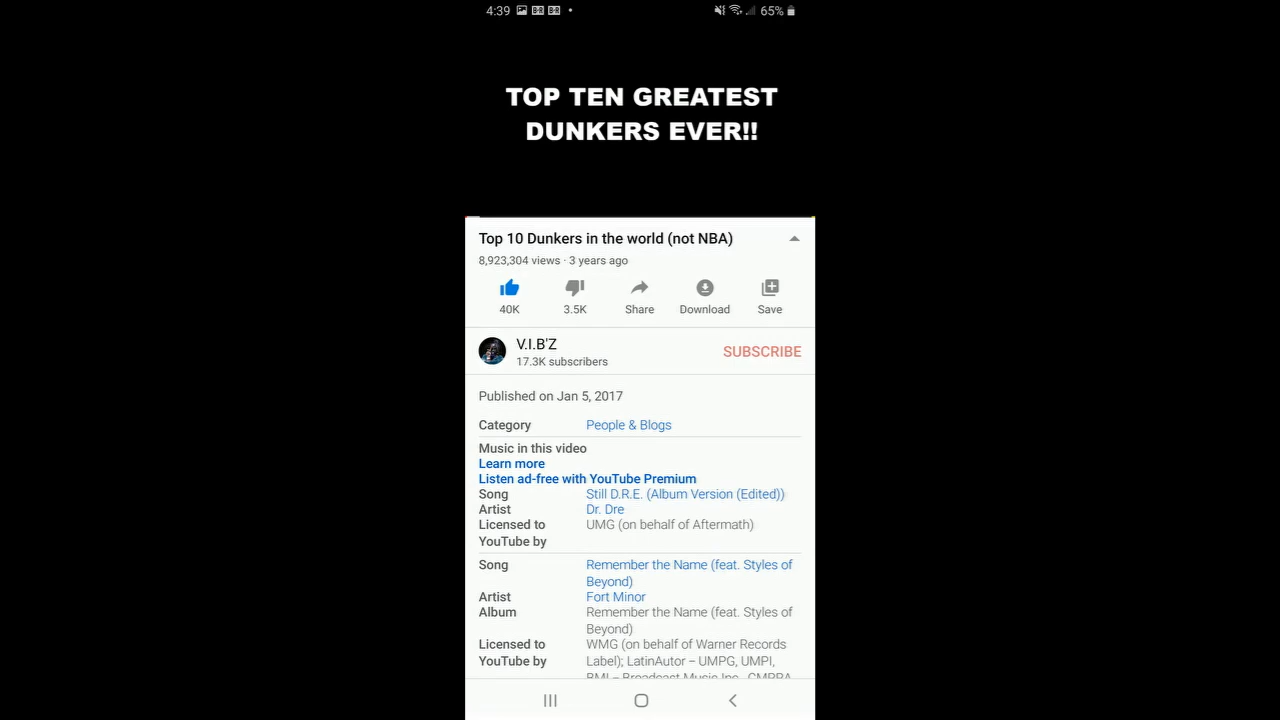 4:39
65%
TOP TEN GREATEST
DUNKERS EVER!!
Top 10 Dunkers in the world (not NBA)
8,923,304 views · 3 years ago
40K 3.5K Share Download Save
V.I.B'Z
17.3K subscribers
SUBSCRIBE
Published on Jan 5, 2017
Category People & Blogs
Music in this video
Learn more
Listen ad-free with YouTube Premium
Song Still D.R.E. (Album Version (Edited))
Artist Dr. Dre
Licensed to UMG (on behalf of Aftermath)
YouTube by
Song Remember the Name (feat. Styles of
Beyond)
Artist Fort Minor
Album Remember the Name (feat. Styles of
Beyond)
Licensed to WMG (on behalf of Warner Records
YouTube by Label); LatinAutor – UMPG, UMPI,
BMI – Broadcast Music Inc., CMRRA